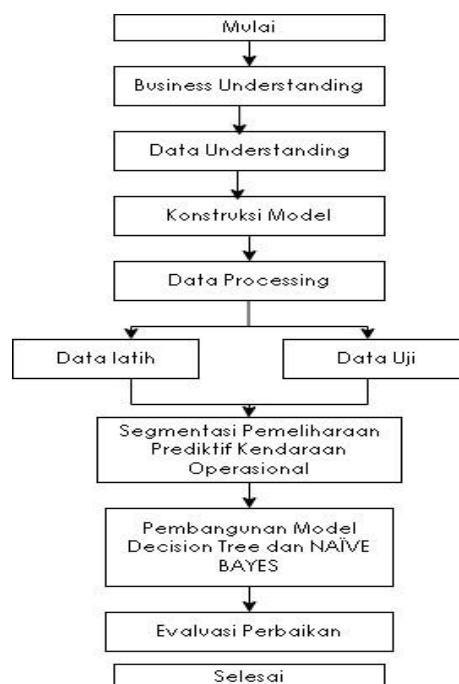 Mulai
Business Understanding
Data Understanding
Konstruksi Model
Data Processing
Data latih
Data Uji
Segmentasi Pemeliharaan
Prediktif Kendaraan
Operasional
Pembangunan Model
Decision Tree dan NAÏVE
BAYES
Evaluasi Perbaikan
Selesai